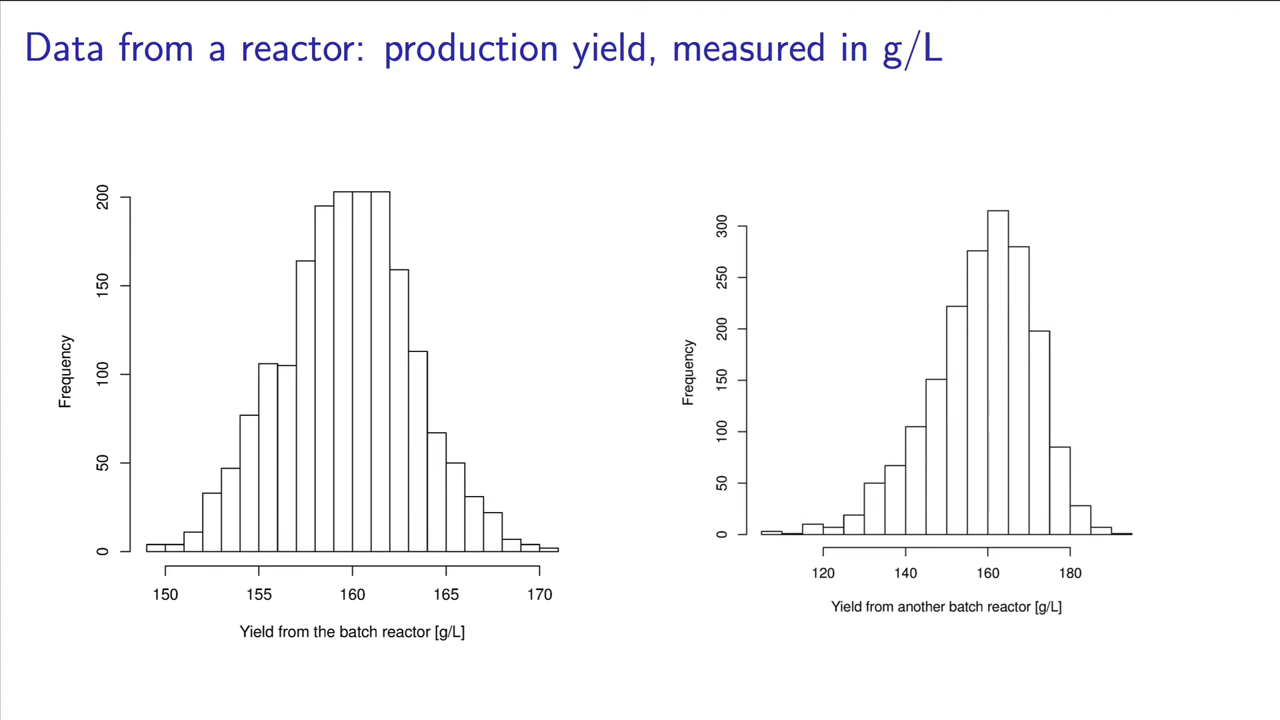 Data from a reactor: production yield, measured in g/L
Frequency
200
150
100
50
0
150 155 160 165 170
Yield from the batch reactor [g/L]
Frequency
300
250
200
150
100
50
0
120 140 160 180
Yield from another batch reactor [g/L]